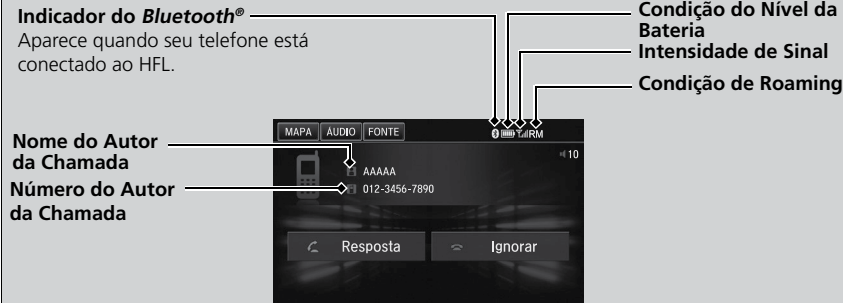 Indicador do Bluetooth®
Aparece quando seu telefone está
conectado ao HFL.
Condição do Nível da
Bateria
Intensidade de Sinal
Condição de Roaming
Nome do Autor
da Chamada
Número do Autor
da Chamada
MAPA ÁUDIO FONTE RM
10
AAAAA
012-3456-7890
Resposta Ignorar